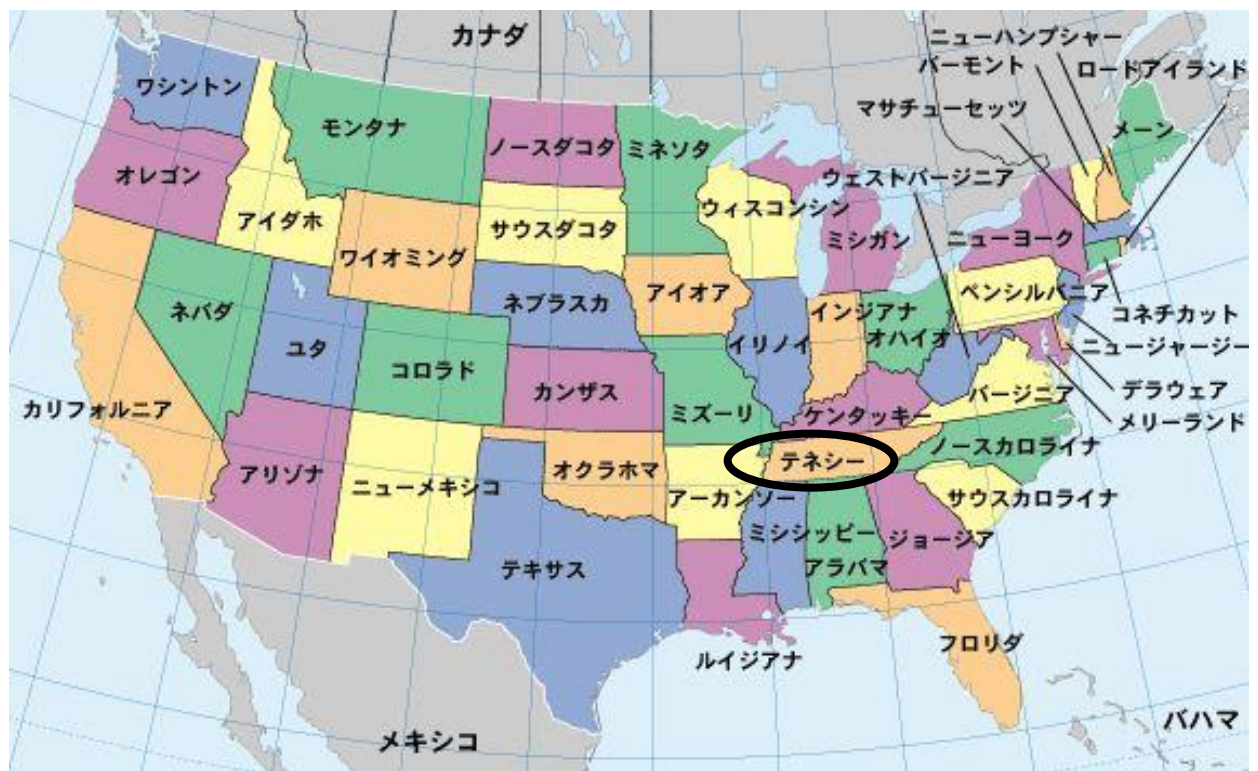 カナダ
ニューハンプシャー
バーモント
ロードアイランド
マサチューセッツ
ワシントン
モンタナ
ノースダコタ
ミネソタ
メーン
オレゴン
アイダホ
サウスダコタ
ウィスコンシン
ウェストバージニア
ミシガン
ニューヨーク
ワイオミング
ネブラスカ
アイオア
ペンシルバニア
ネバダ
ユタ
コロラド
カンザス
イリノイ
インジアナ
オハイオ
コネチカット
ニュージャージー
デラウェア
メリーランド
カリフォルニア
ミズーリ
ケンタッキー
バージニア
アリゾナ
ニューメキシコ
オクラホマ
アーカンソー
テネシー
ノースカロライナ
サウスカロライナ
テキサス
ミシシッピー
アラバマ
ジョージア
ルイジアナ
フロリダ
メキシコ
バハマ